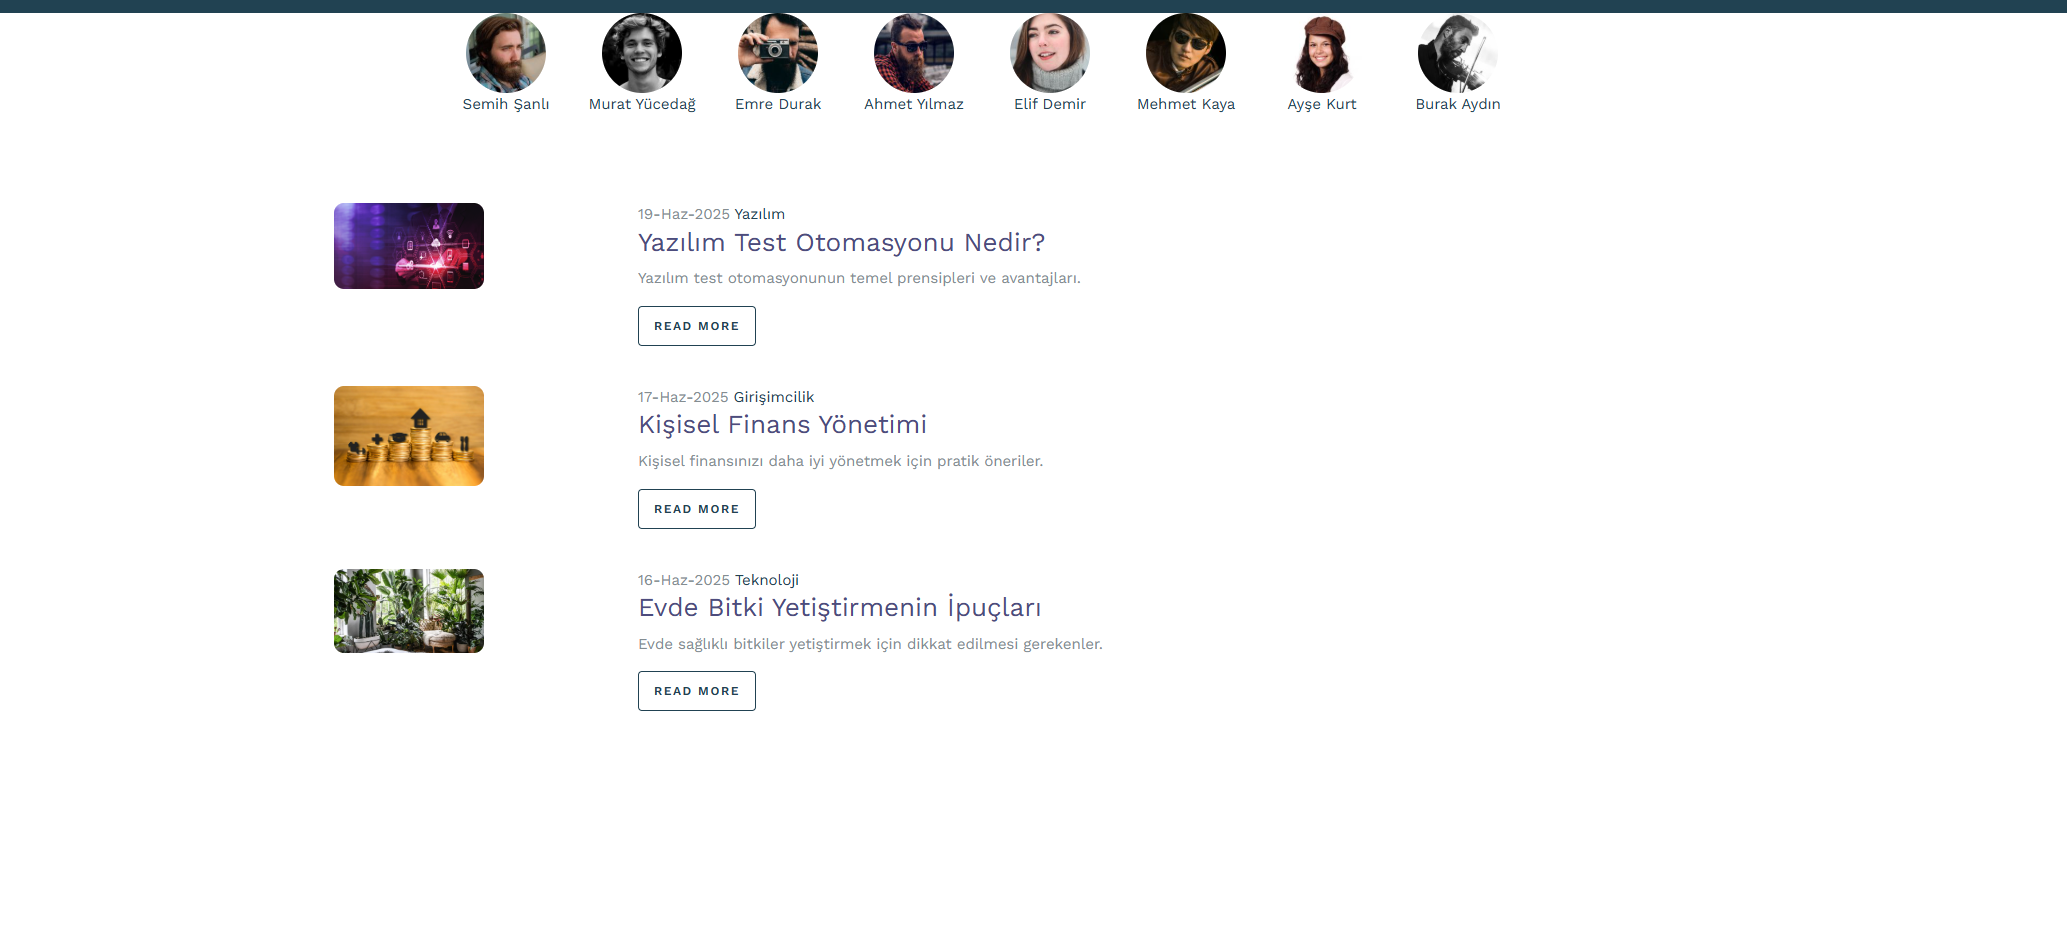 Semih Şanlı Murat Yücedağ Emre Durak Ahmet Yılmaz Elif Demir Mehmet Kaya Ayşe Kurt Burak Aydın
19-Haz-2025 Yazılım
Yazılım Test Otomasyonu Nedir?
Yazılım test otomasyonunun temel prensipleri ve avantajları.
READ MORE
17-Haz-2025 Girişimcilik
Kişisel Finans Yönetimi
Kişisel finansınızı daha iyi yönetmek için pratik öneriler.
READ MORE
16-Haz-2025 Teknoloji
Evde Bitki Yetiştirmenin İpuçları
Evde sağlıklı bitkiler yetiştirmek için dikkat edilmesi gerekenler.
READ MORE